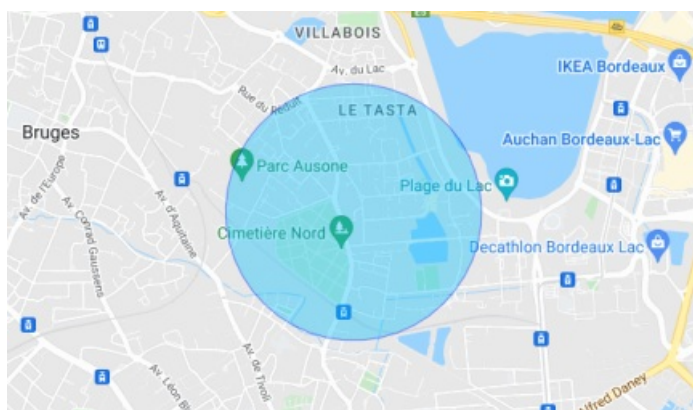 VILLABOIS
Av. du Lac
IKEA Bordeaux
Rue du Réduit
LE TASTA
Bruges
Auchan Bordeaux-Lac
Parc Ausone
Plage du Lac
Av. de l'Europe
Av. Conrad Gaussens
Av. d'Aquitaine
Cimetière Nord
Decathlon Bordeaux Lac
Av. de Tivoli
Av. Léon Bl
Alfred Daney